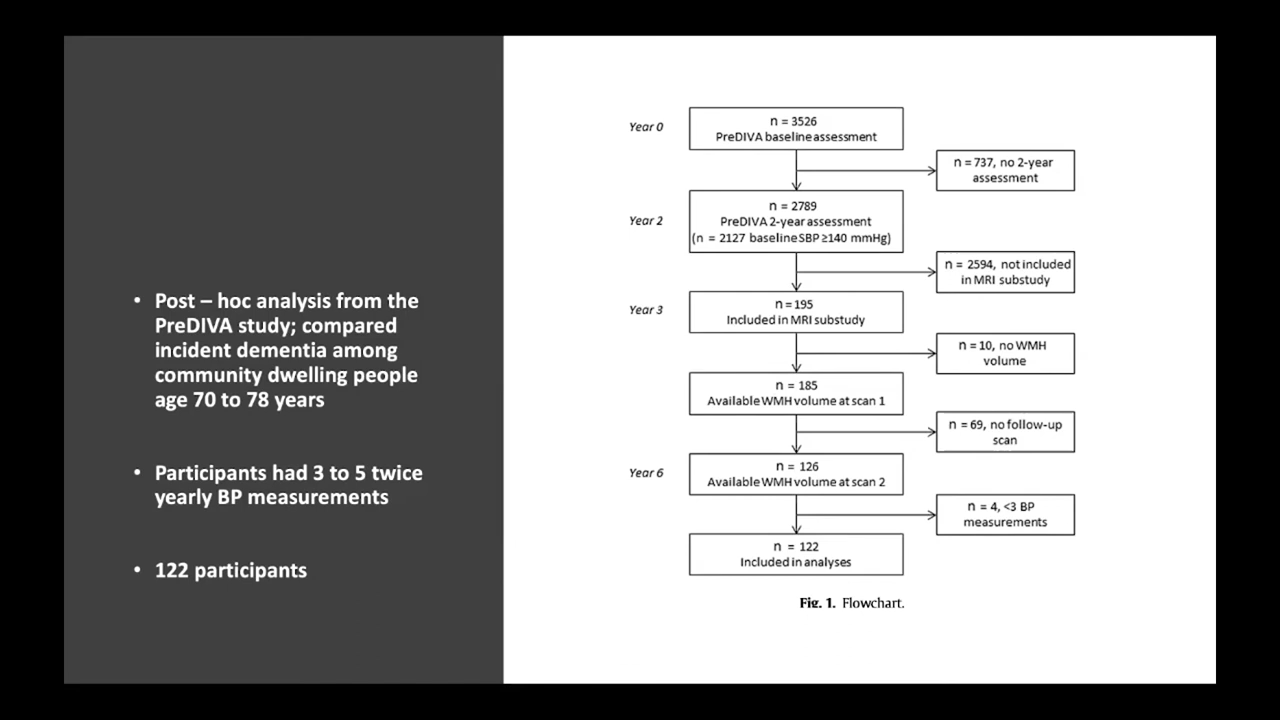 • Post – hoc analysis from the
PreDIVA study; compared
incident dementia among
community dwelling people
age 70 to 78 years
• Participants had 3 to 5 twice
yearly BP measurements
• 122 participants
Year 0
n = 3526
PreDIVA baseline assessment
n = 737, no 2-year
assessment
Year 2
n = 2789
PreDIVA 2-year assessment
(n = 2127 baseline SBP ≥140 mmHg)
n = 2594, not included
in MRI substudy
Year 3
n = 195
Included in MRI substudy
n = 10, no WMH
volume
n = 185
Available WMH volume at scan 1
n = 69, no follow-up
scan
Year 6
n = 126
Available WMH volume at scan 2
n = 4, <3 BP
measurements
n = 122
Included in analyses
Fig. 1. Flowchart.